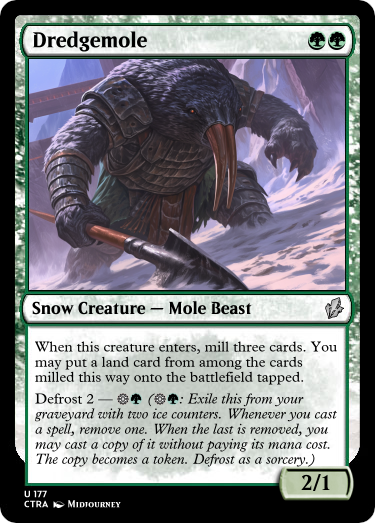 Dredgemole
Snow Creature — Mole Beast
When this creature enters, mill three cards. You
may put a land card from among the cards
milled this way onto the battlefield tapped.
Defrost 2 — (: Exile this from your
graveyard with two ice counters. Whenever you cast
a spell, remove one. When the last is removed, you
may cast a copy of it without paying its mana cost.
The copy becomes a token. Defrost as a sorcery.)
2/1
U 177
CTRA Midjourney